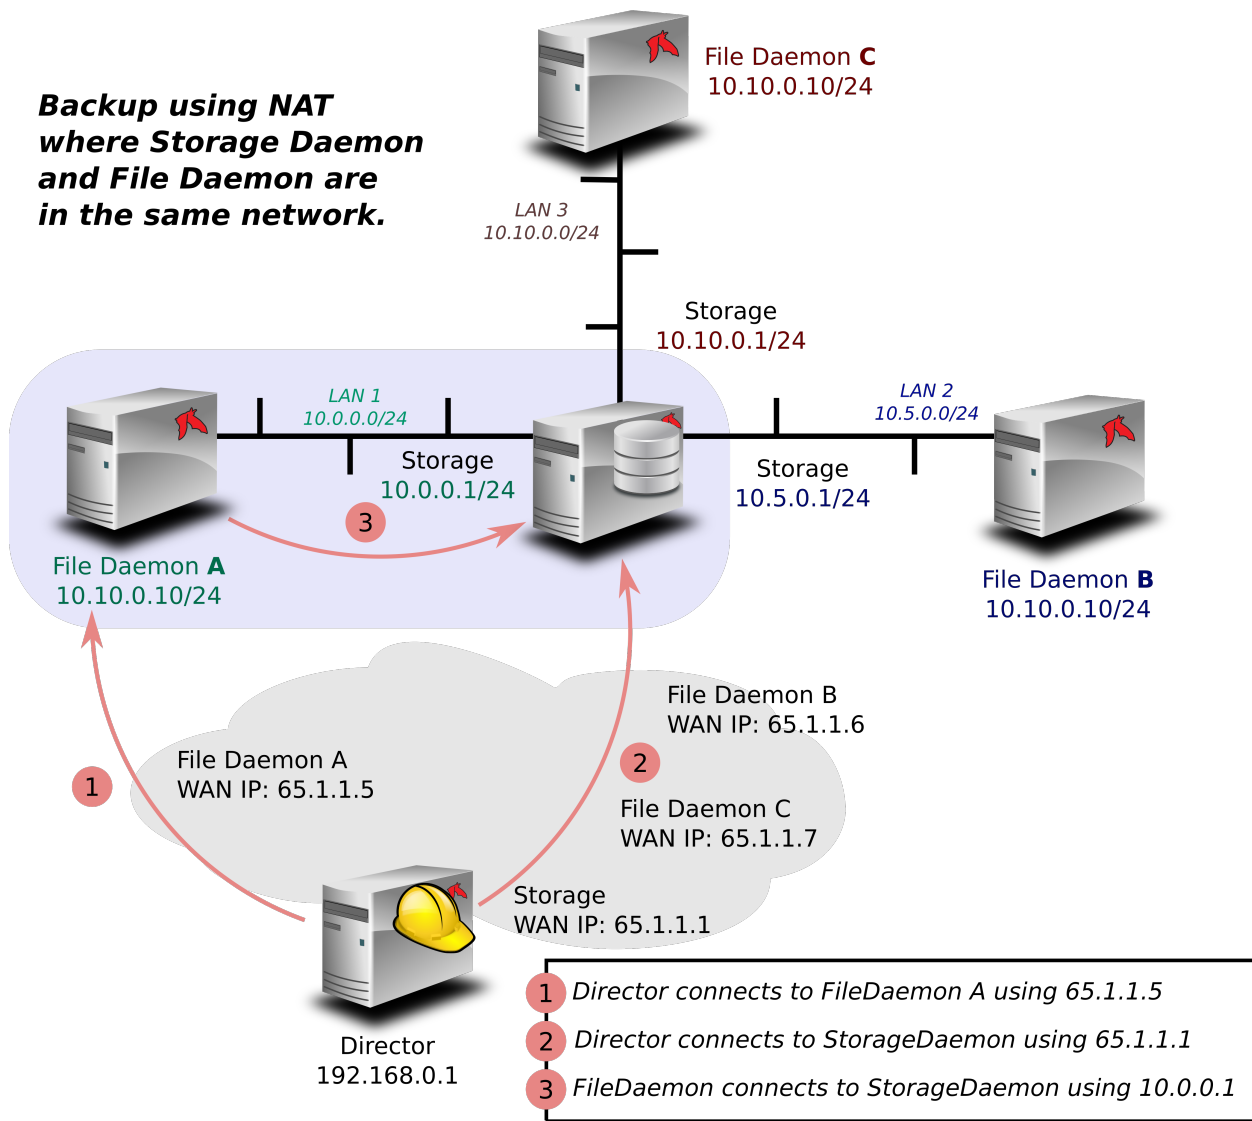 Backup using NAT
where Storage Daemon
and File Daemon are
in the same network.
File Daemon C
10.10.0.10/24
LAN 3
10.10.0.0/24
Storage
10.10.0.1/24
LAN 1
10.0.0.0/24
Storage
10.0.0.1/24
LAN 2
10.5.0.0/24
Storage
10.5.0.1/24
3
File Daemon A
10.10.0.10/24
File Daemon B
10.10.0.10/24
File Daemon B
WAN IP: 65.1.1.6
1
File Daemon A
WAN IP: 65.1.1.5
2
File Daemon C
WAN IP: 65.1.1.7
Storage
WAN IP: 65.1.1.1
Director
192.168.0.1
1 Director connects to FileDaemon A using 65.1.1.5
2 Director connects to StorageDaemon using 65.1.1.1
3 FileDaemon connects to StorageDaemon using 10.0.0.1